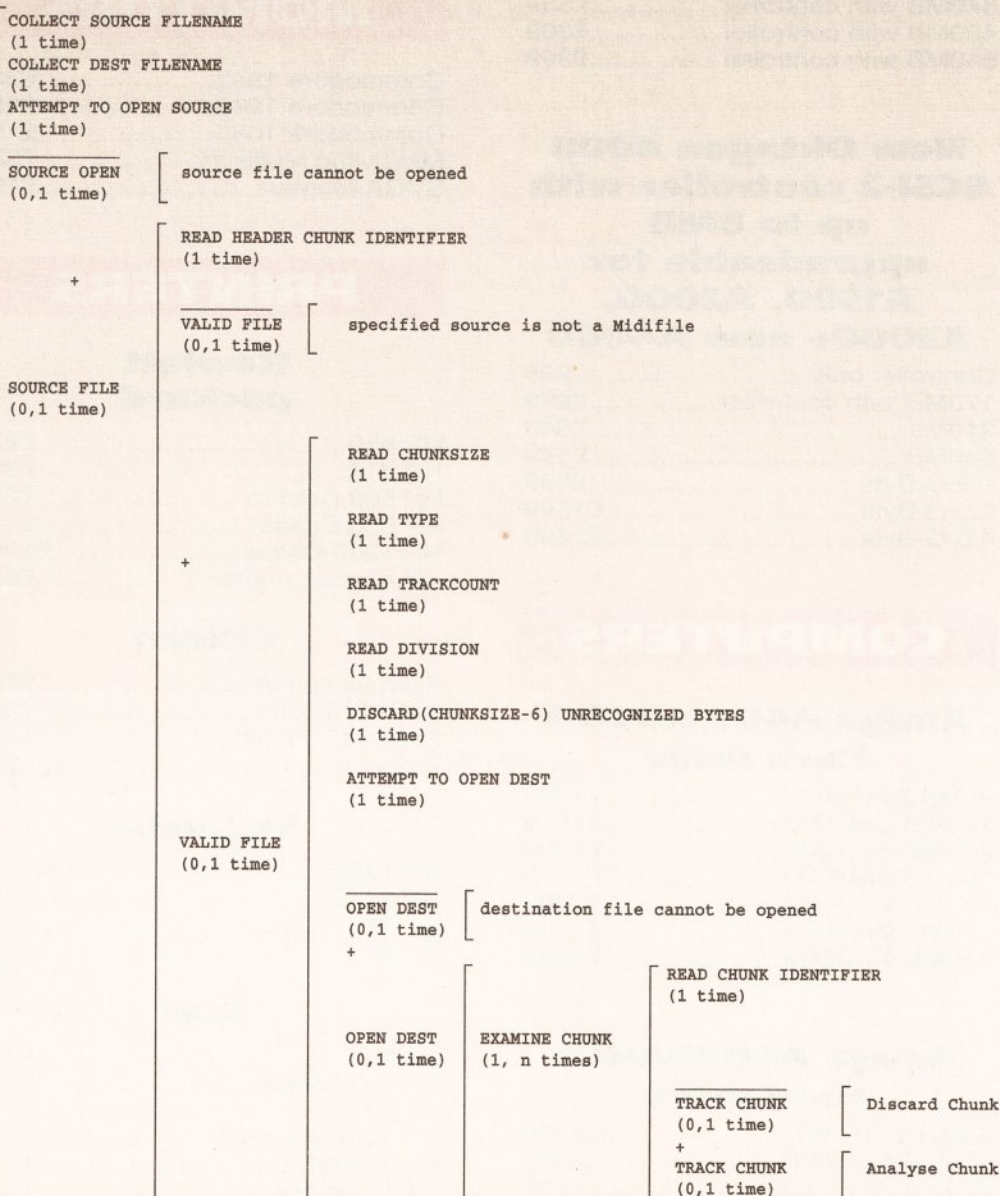 COLLECT SOURCE FILENAME
(1 time)
COLLECT DEST FILENAME
(1 time)
ATTEMPT TO OPEN SOURCE
(1 time)
SOURCE OPEN
(0,1 time)
source file cannot be opened
+
READ HEADER CHUNK IDENTIFIER
(1 time)
VALID FILE
(0,1 time)
specified source is not a Midifile
SOURCE FILE
(0,1 time)
+
READ CHUNKSIZE
(1 time)
READ TYPE
(1 time)
READ TRACKCOUNT
(1 time)
READ DIVISION
(1 time)
DISCARD(CHUNKSIZE-6) UNRECOGNIZED BYTES
(1 time)
ATTEMPT TO OPEN DEST
(1 time)
VALID FILE
(0,1 time)
OPEN DEST
(0,1 time)
destination file cannot be opened
+
OPEN DEST
(0,1 time)
EXAMINE CHUNK
(1, n times)
READ CHUNK IDENTIFIER
(1 time)
TRACK CHUNK
(0,1 time)
Discard Chunk
+
TRACK CHUNK
(0,1 time)
Analyse Chunk